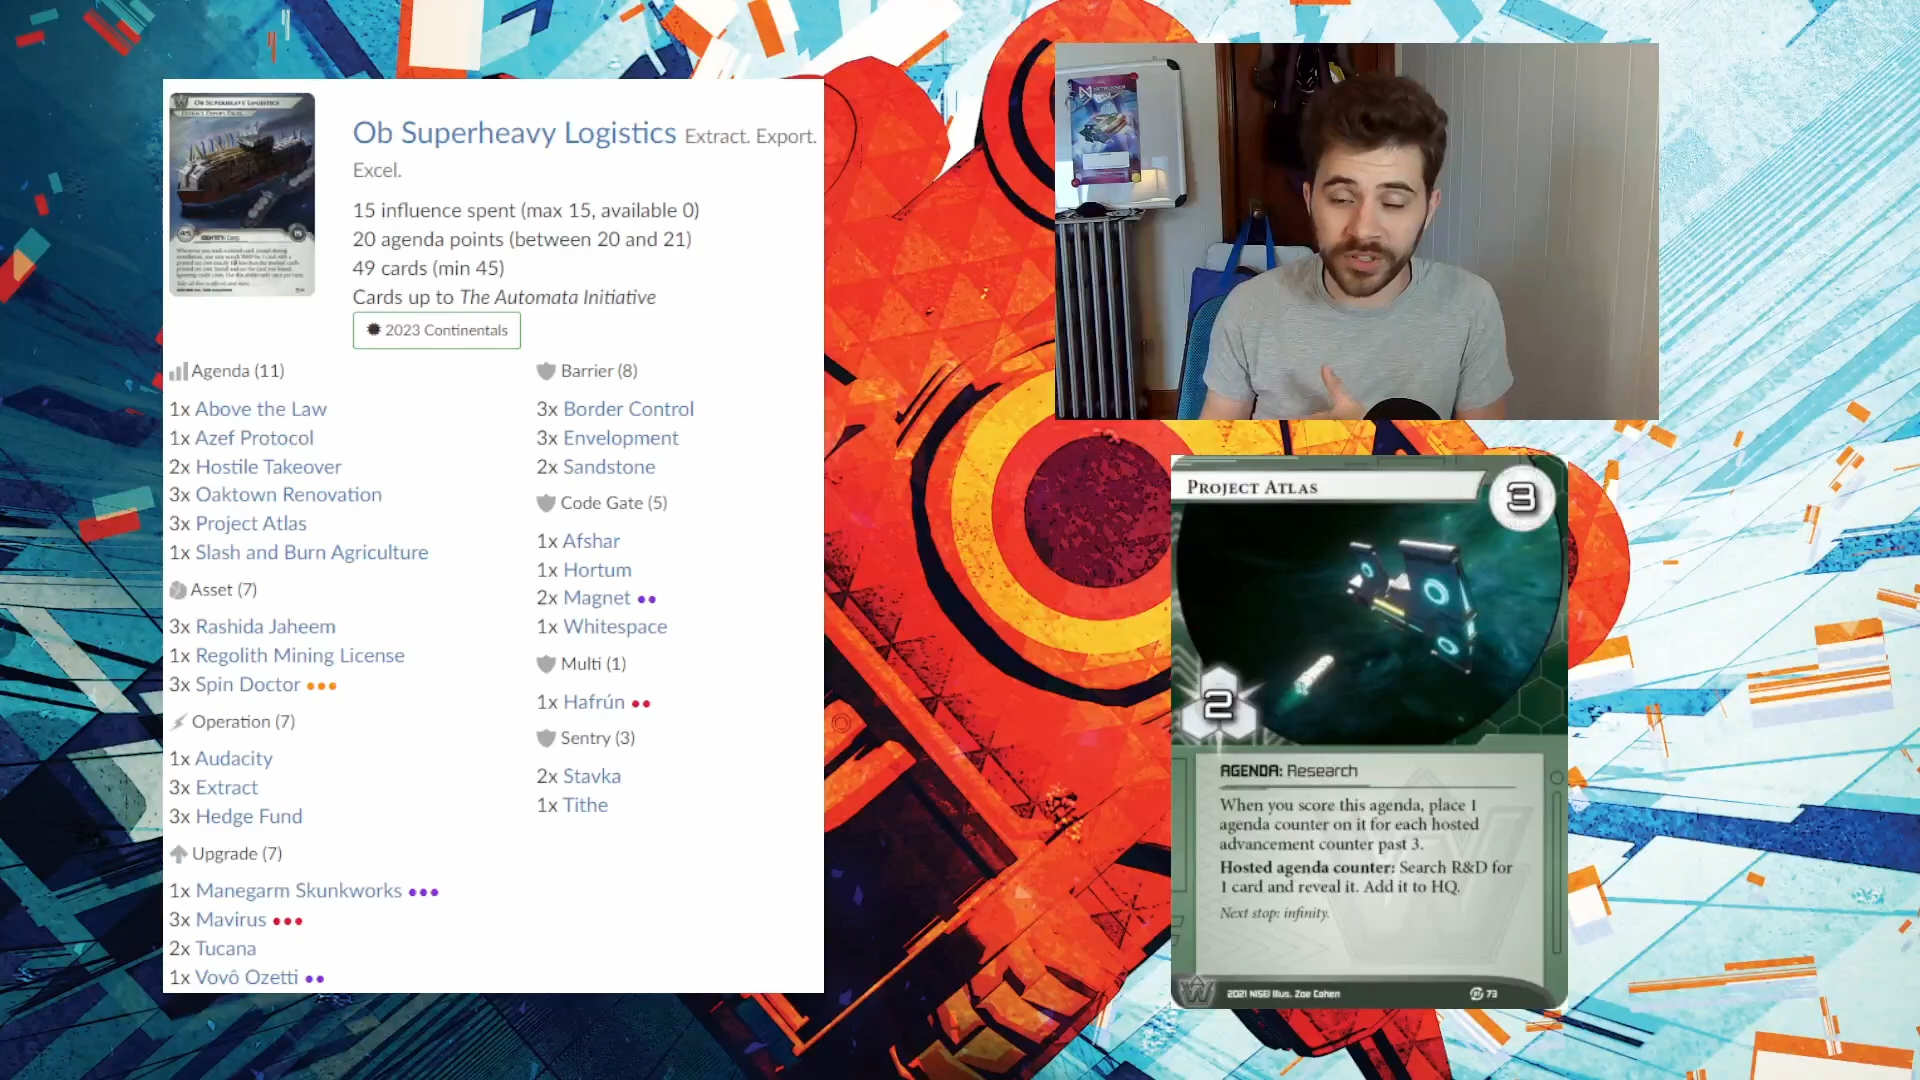 Ob Superheavy Logistics Extract. Export.
Excel.
15 influence spent (max 15, available 0)
20 agenda points (between 20 and 21)
49 cards (min 45)
Cards up to The Automata Initiative
2023 Continentals
Agenda (11)
1x Above the Law
1x Azef Protocol
2x Hostile Takeover
3x Oaktown Renovation
3x Project Atlas
1x Slash and Burn Agriculture
Asset (7)
3x Rashida Jaheem
1x Regolith Mining License
3x Spin Doctor
Operation (7)
1x Audacity
3x Extract
3x Hedge Fund
Upgrade (7)
1x Manegarm Skunkworks
3x Mavirus
2x Tucana
1x Vovô Ozetti
Barrier (8)
3x Border Control
3x Envelopment
2x Sandstone
Code Gate (5)
1x Afshar
1x Hortum
2x Magnet
1x Whitespace
Multi (1)
1x Hafrún
Sentry (3)
2x Stavka
1x Tithe
PROJECT ATLAS
3
2
AGENDA: Research
When you score this agenda, place 1
agenda counter on it for each hosted
advancement counter past 3.
Hosted agenda counter: Search R&D for
1 card and reveal it. Add it to HQ.
Next stop: infinity.
2021 NISEI Illus. Zoe Cohen
73